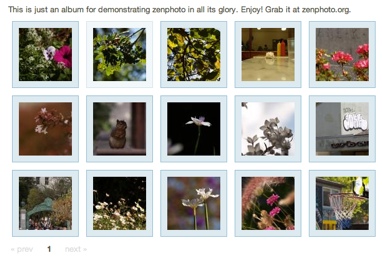 This is just an album for demonstrating zenphoto in all its glory. Enjoy! Grab it at zenphoto.org.
« prev 1 next »